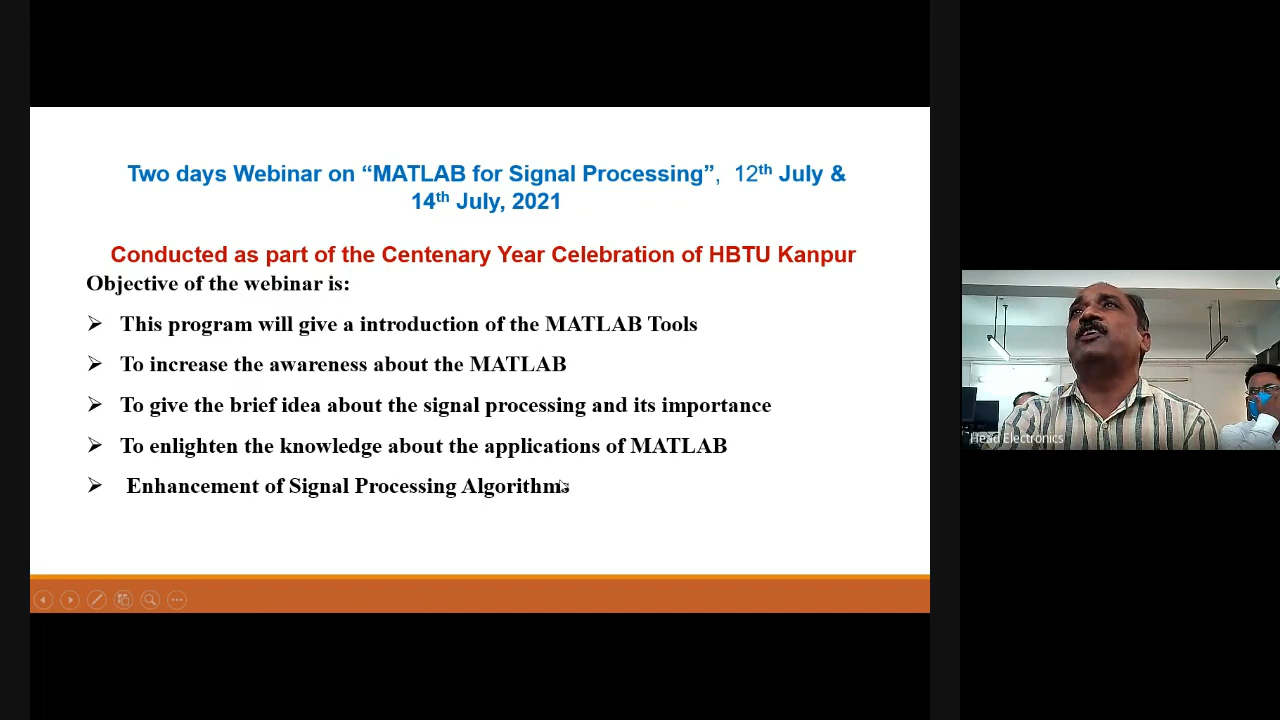 Two days Webinar on “MATLAB for Signal Processing”, 12th July &
14th July, 2021
Conducted as part of the Centenary Year Celebration of HBTU Kanpur
Objective of the webinar is:
➢ This program will give a introduction of the MATLAB Tools
➢ To increase the awareness about the MATLAB
➢ To give the brief idea about the signal processing and its importance
➢ To enlighten the knowledge about the applications of MATLAB
➢ Enhancement of Signal Processing Algorithms
Head Electronics